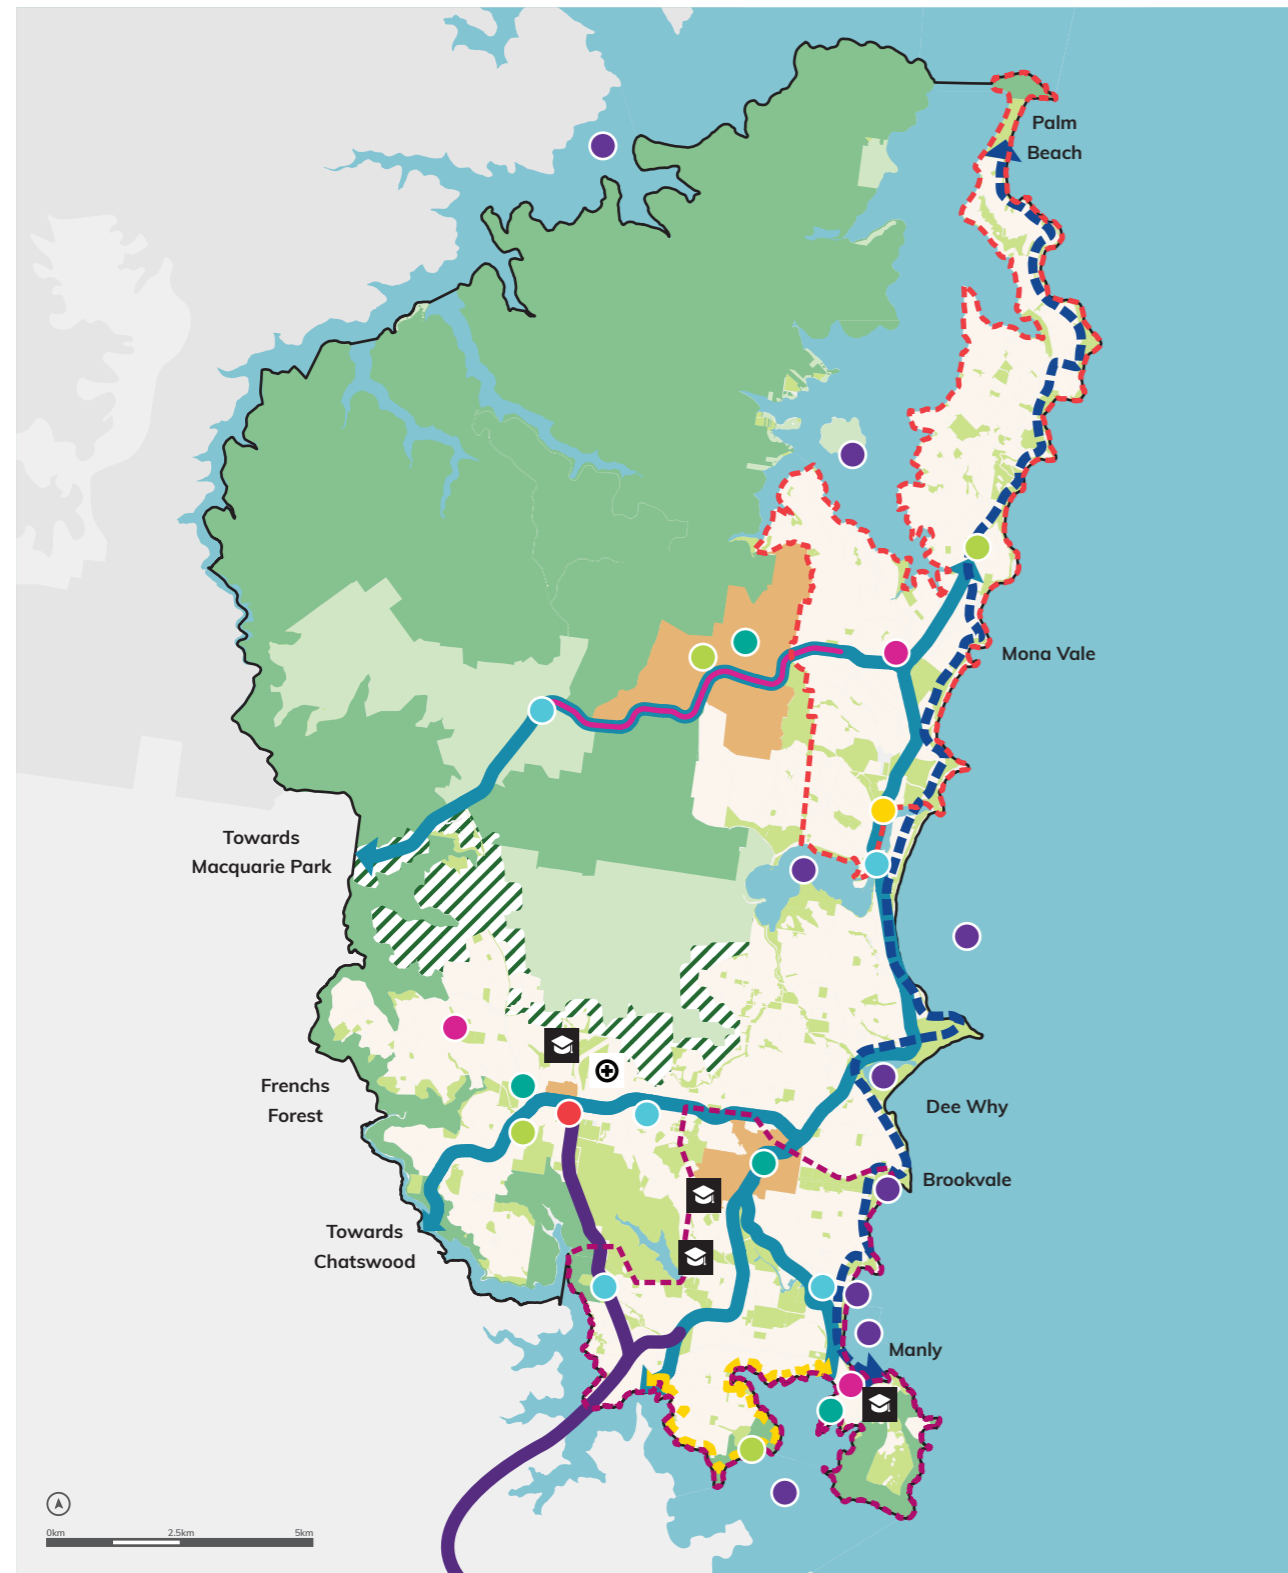 Palm
Beach
Mona Vale
Towards
Macquarie Park
Frenchs
Forest
Dee Why
Brookvale
Towards
Chatswood
Manly
0km 2.5km 5km